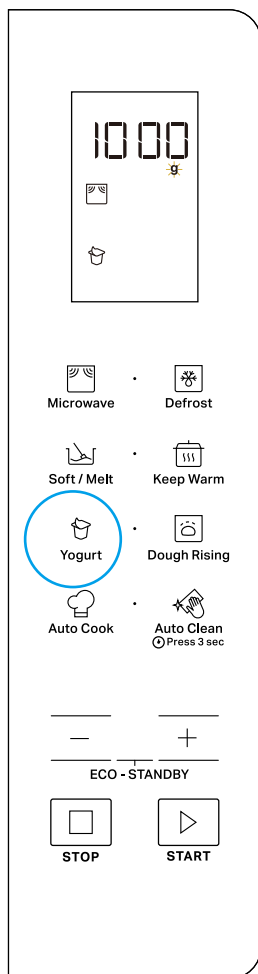 1000
g
Microwave
Defrost
Soft / Melt
Keep Warm
Yogurt
Dough Rising
Auto Cook
Auto Clean
Press 3 sec
− +
ECO - STANDBY
STOP
START